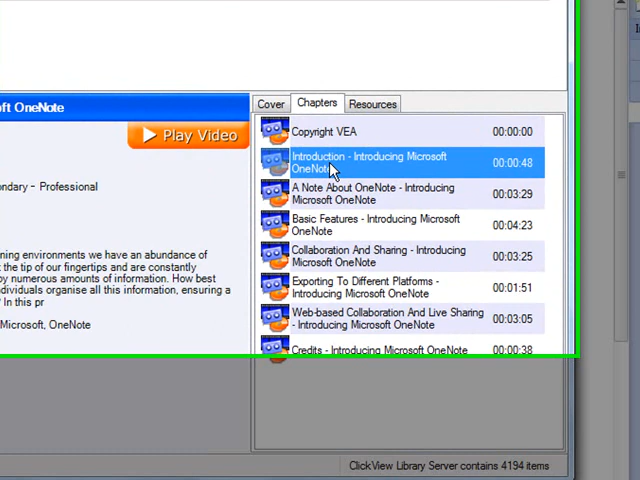 oft OneNote
Cover
Chapters
Resources
Play Video
Copyright VEA
00:00:00
Introduction - Introducing Microsoft
OneNote
00:00:48
ndary - Professional
A Note About OneNote - Introducing
Microsoft OneNote
00:03:29
Basic Features - Introducing Microsoft
OneNote
00:04:23
ning environments we have an abundance of
t the tip of our fingertips and are constantly
by numerous amounts of information. How best
dividuals organise all this information, ensuring a
? In this pr
Collaboration And Sharing - Introducing
Microsoft OneNote
00:03:25
Exporting To Different Platforms -
Introducing Microsoft OneNote
00:01:51
Microsoft, OneNote
Web-based Collaboration And Live Sharing
- Introducing Microsoft OneNote
00:03:05
Credits - Introducing Microsoft OneNote
00:00:38
ClickView Library Server contains 4194 items